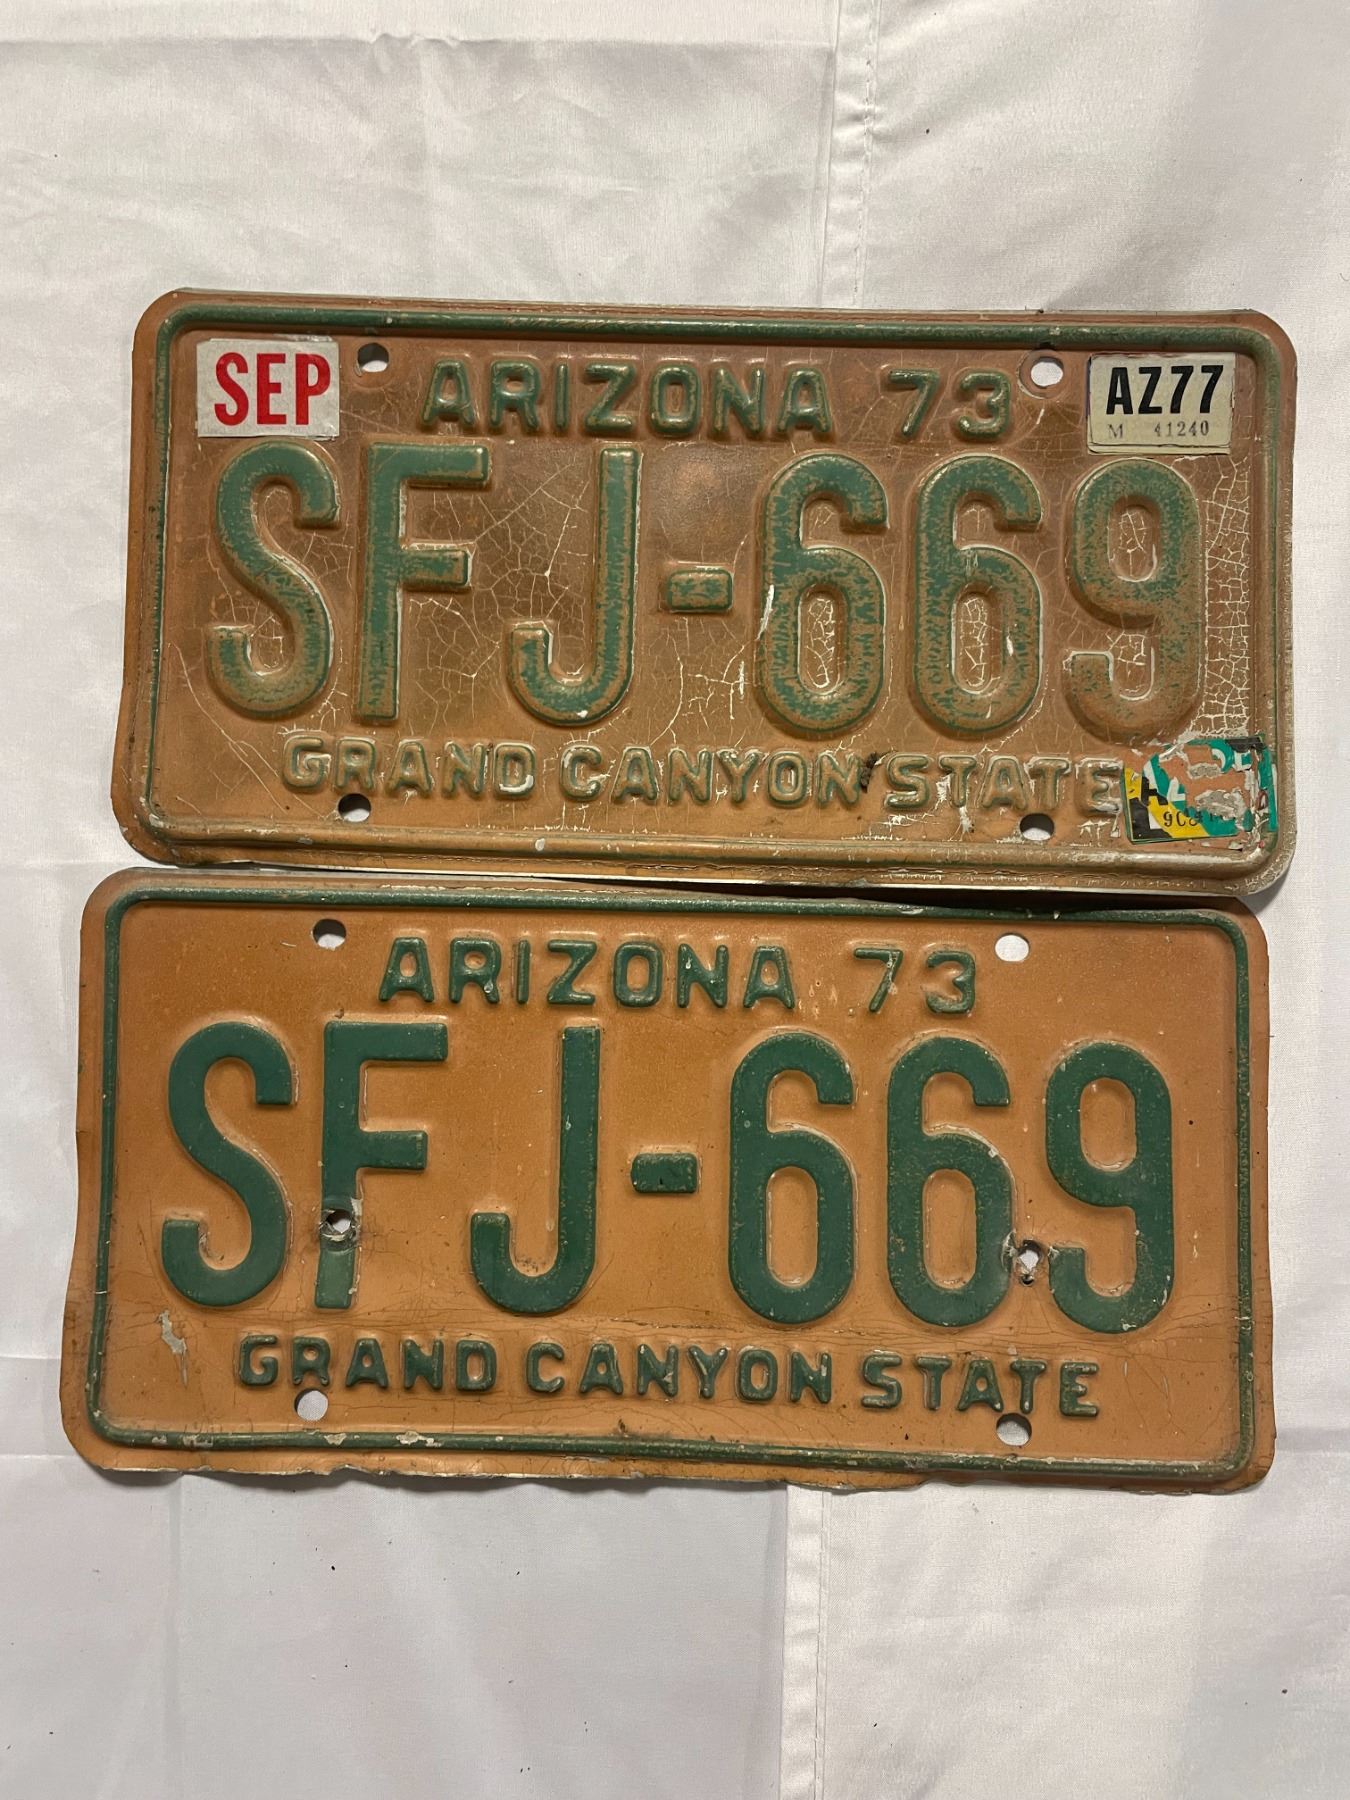 SEP
ARIZONA 73
AZ77
M 41240
SFJ-669
GRAND CANYON STATE
ARIZONA 73
SFJ-669
GRAND CANYON STATE